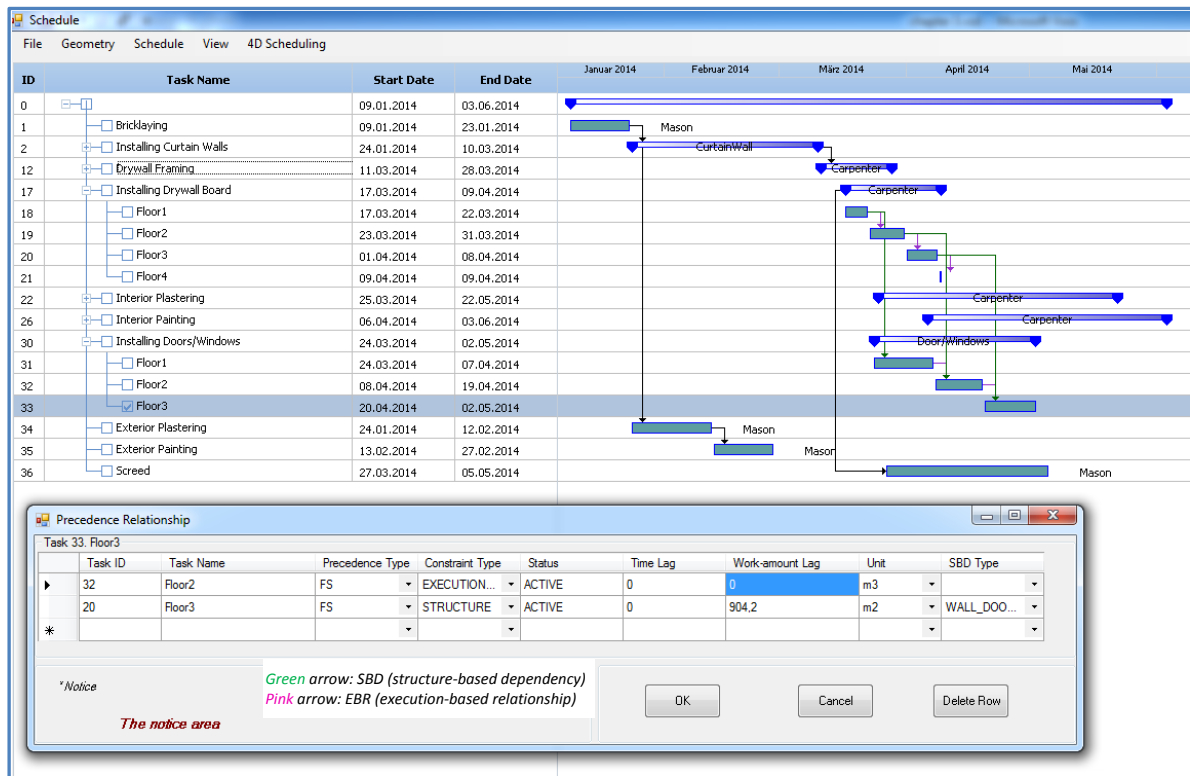 Schedule
File Geometry Schedule View 4D Scheduling
ID Task Name Start Date End Date Januar 2014 Februar 2014 März 2014 April 2014 Mai 2014
0 09.01.2014 03.06.2014
1 Bricklaying 09.01.2014 23.01.2014 Mason
2 Installing Curtain Walls 24.01.2014 10.03.2014 CurtainWall
12 Drywall Framing 11.03.2014 28.03.2014 Carpenter
17 Installing Drywall Board 17.03.2014 09.04.2014 Carpenter
18 Floor1 17.03.2014 22.03.2014
19 Floor2 23.03.2014 31.03.2014
20 Floor3 01.04.2014 08.04.2014
21 Floor4 09.04.2014 09.04.2014
22 Interior Plastering 25.03.2014 22.05.2014 Carpenter
26 Interior Painting 06.04.2014 03.06.2014 Carpenter
30 Installing Doors/Windows 24.03.2014 02.05.2014 Door/Windows
31 Floor1 24.03.2014 07.04.2014
32 Floor2 08.04.2014 19.04.2014
33 Floor3 20.04.2014 02.05.2014
34 Exterior Plastering 24.01.2014 12.02.2014 Mason
35 Exterior Painting 13.02.2014 27.02.2014 Mason
36 Screed 27.03.2014 05.05.2014 Mason
Precedence Relationship
Task 33. Floor3
Task ID Task Name Precedence Type Constraint Type Status Time Lag Work-amount Lag Unit SBD Type
32 Floor2 FS EXECUTION... ACTIVE 0 0 m3
20 Floor3 FS STRUCTURE ACTIVE 0 904,2 m2 WALL_DOO...
*Notice
The notice area
Green arrow: SBD (structure-based dependency)
Pink arrow: EBR (execution-based relationship)
OK Cancel Delete Row